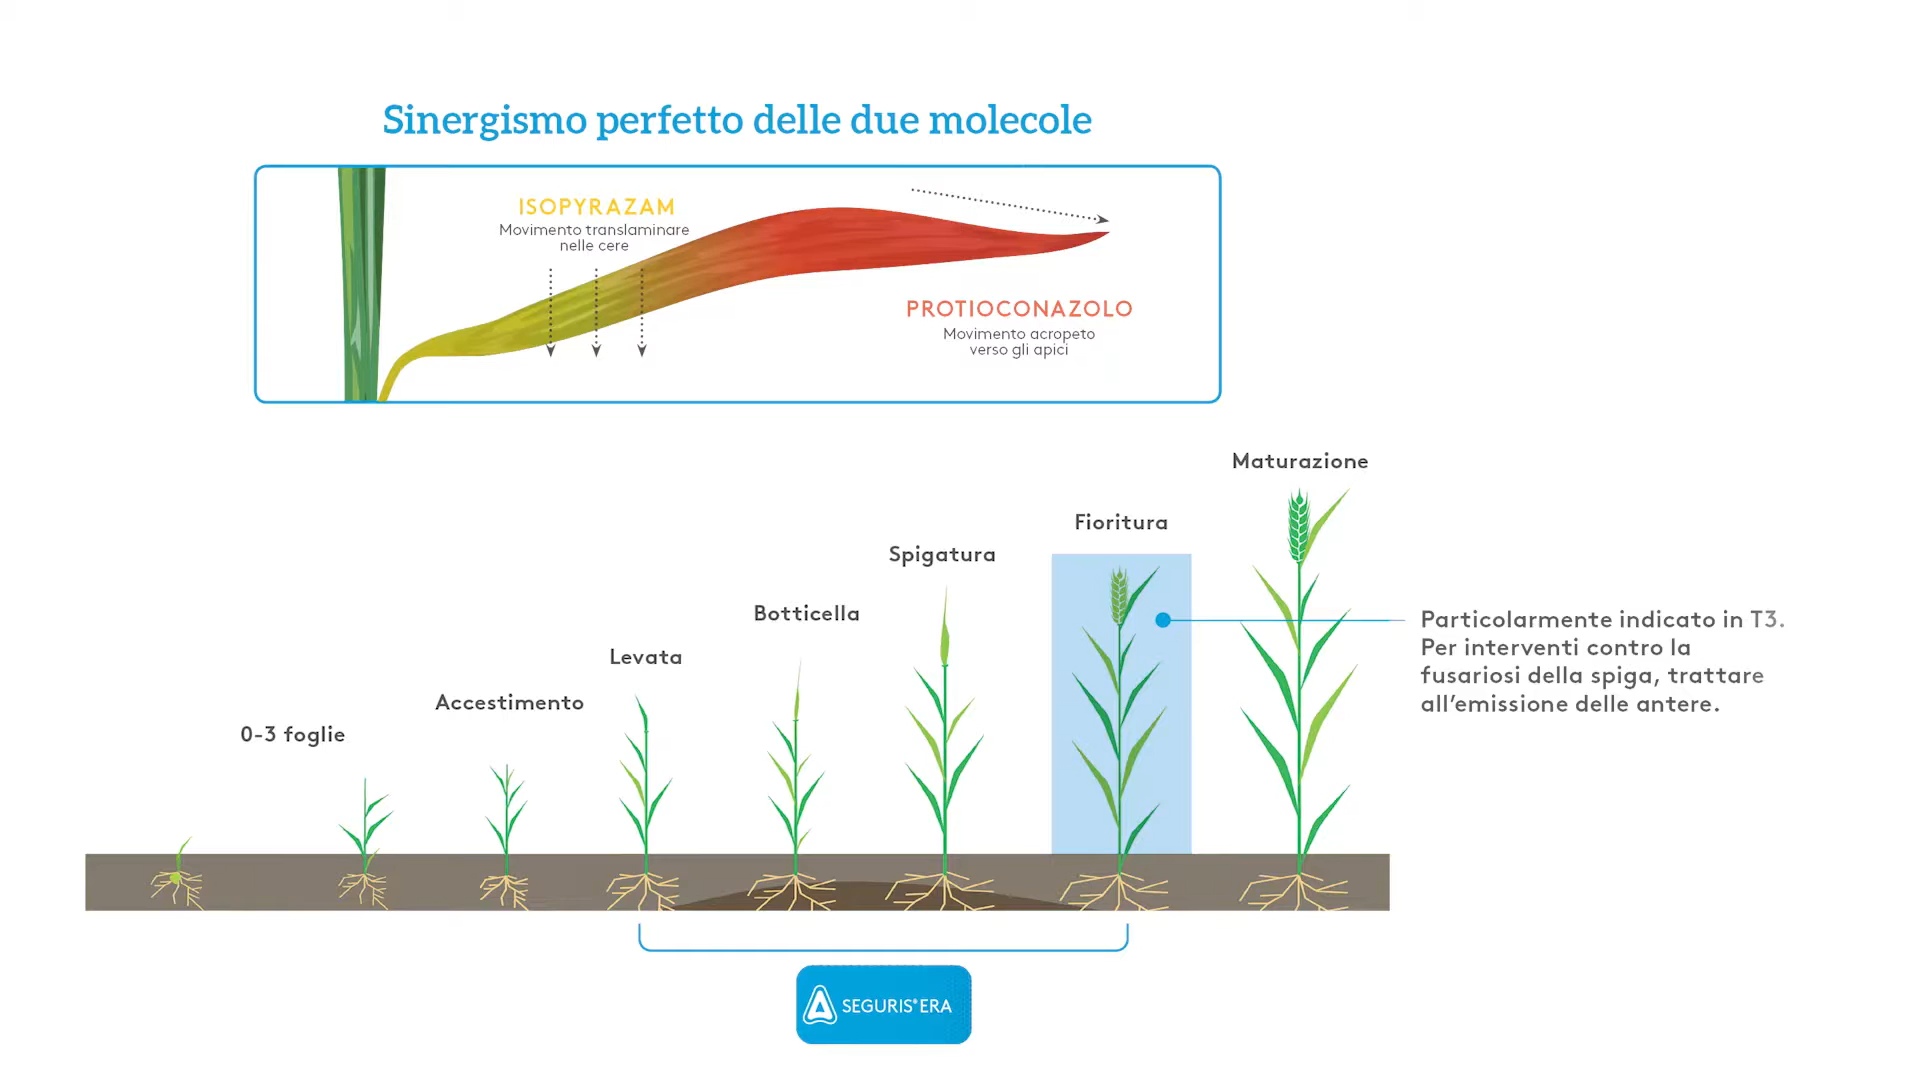 Sinergismo perfetto delle due molecole
ISOPYRAZAM
Movimento translaminare
nelle cere
PROTIOCONAZOLO
Movimento acropeto
verso gli apici
0-3 foglie
Accestimento
Levata
Botticella
Spigatura
Fioritura
Maturazione
Particolarmente indicato in T3.
Per interventi contro la
fusariosi della spiga, trattare
all’emissione delle antere.
SEGURIS® ERA